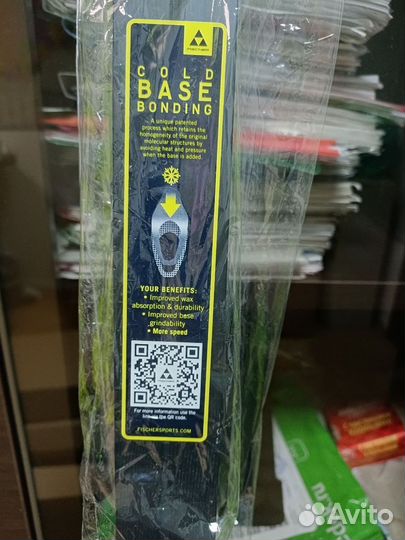 FISCHER
COLD
BASE
BONDING
A unique patented
process which retains the
homogeneity of the original
molecular structures by
avoiding heat and pressure
when the base is added.
YOUR BENEFITS:
• Improved wax
absorption & durability
• Improved base
grindability
• More speed
For more information use the
line via the QR code.
FISCHERSPORTS.COM
Avito